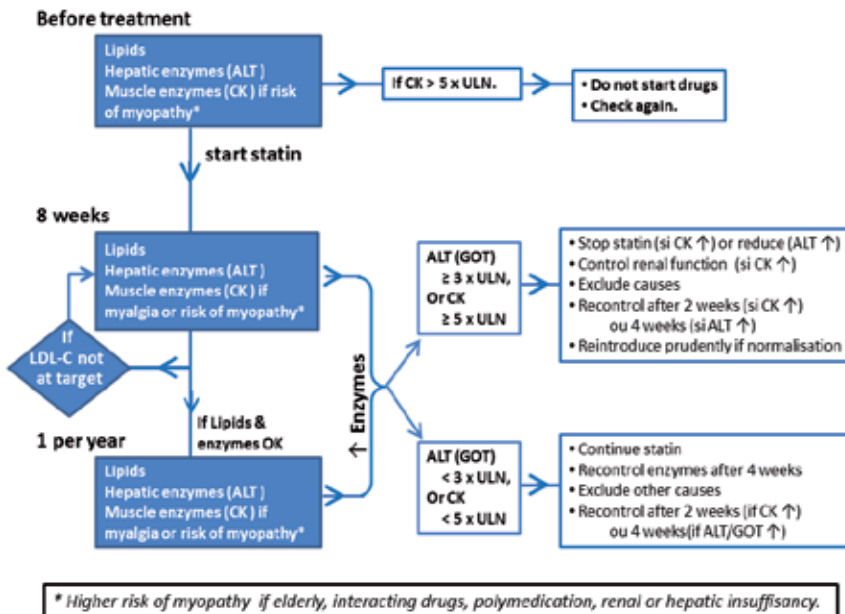 Before treatment
Lipids
Hepatic enzymes (ALT)
Muscle enzymes (CK) if risk
of myopathy*
If CK > 5 x ULN.
• Do not start drugs
• Check again.
start statin
8 weeks
Lipids
Hepatic enzymes (ALT)
Muscle enzymes (CK) if
myalgia or risk of myopathy*
If
LDL-C not
at target
If Lipids &
enzymes OK
1 per year
Lipids
Hepatic enzymes (ALT)
Muscle enzymes (CK) if
myalgia or risk of myopathy*
↑ Enzymes
ALT (GOT)
≥ 3 x ULN,
Or CK
≥ 5 x ULN
• Stop statin (si CK ↑) or reduce (ALT ↑)
• Control renal function (si CK ↑)
• Exclude causes
• Recontrol after 2 weeks (si CK ↑)
ou 4 weeks (si ALT ↑)
• Reintroduce prudently if normalisation
ALT (GOT)
< 3 x ULN,
Or CK
< 5 x ULN
• Continue statin
• Recontrol enzymes after 4 weeks
• Exclude other causes
• Recontrol after 2 weeks (if CK ↑)
ou 4 weeks(if ALT/GOT ↑)
* Higher risk of myopathy if elderly, interacting drugs, polymedication, renal or hepatic insuffisancy.